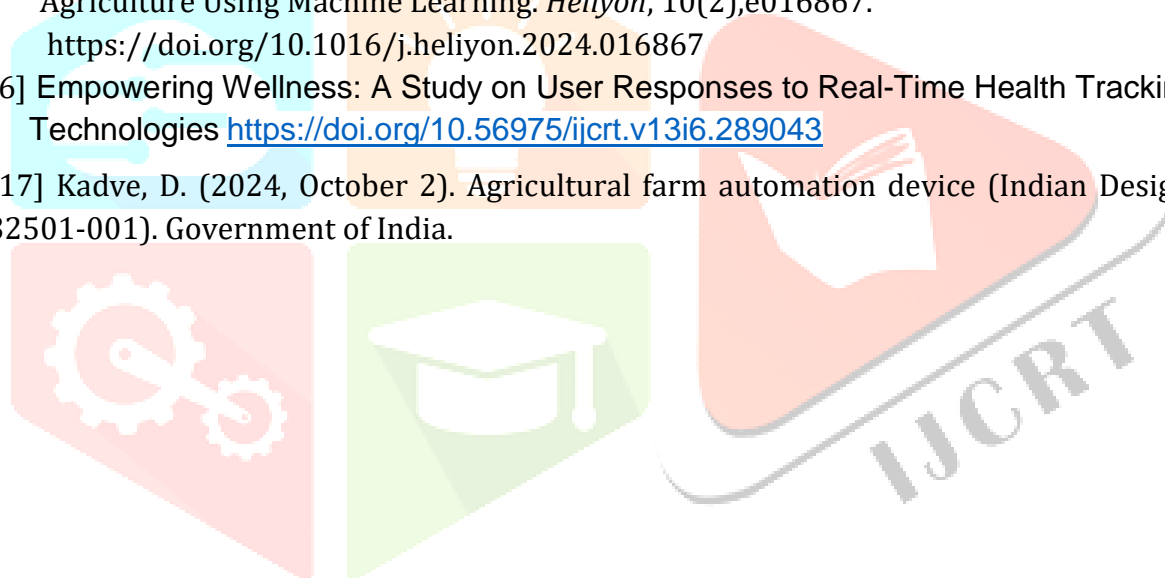 Agriculture Using Machine Learning. Heliyon, 10(2),e016867.
https://doi.org/10.1016/j.heliyon.2024.016867
6] Empowering Wellness: A Study on User Responses to Real-Time Health Trackin
Technologies https://doi.org/10.56975/ijcrt.v13i6.289043
17] Kadve, D. (2024, October 2). Agricultural farm automation device (Indian Desig
32501-001). Government of India.
IJCRT